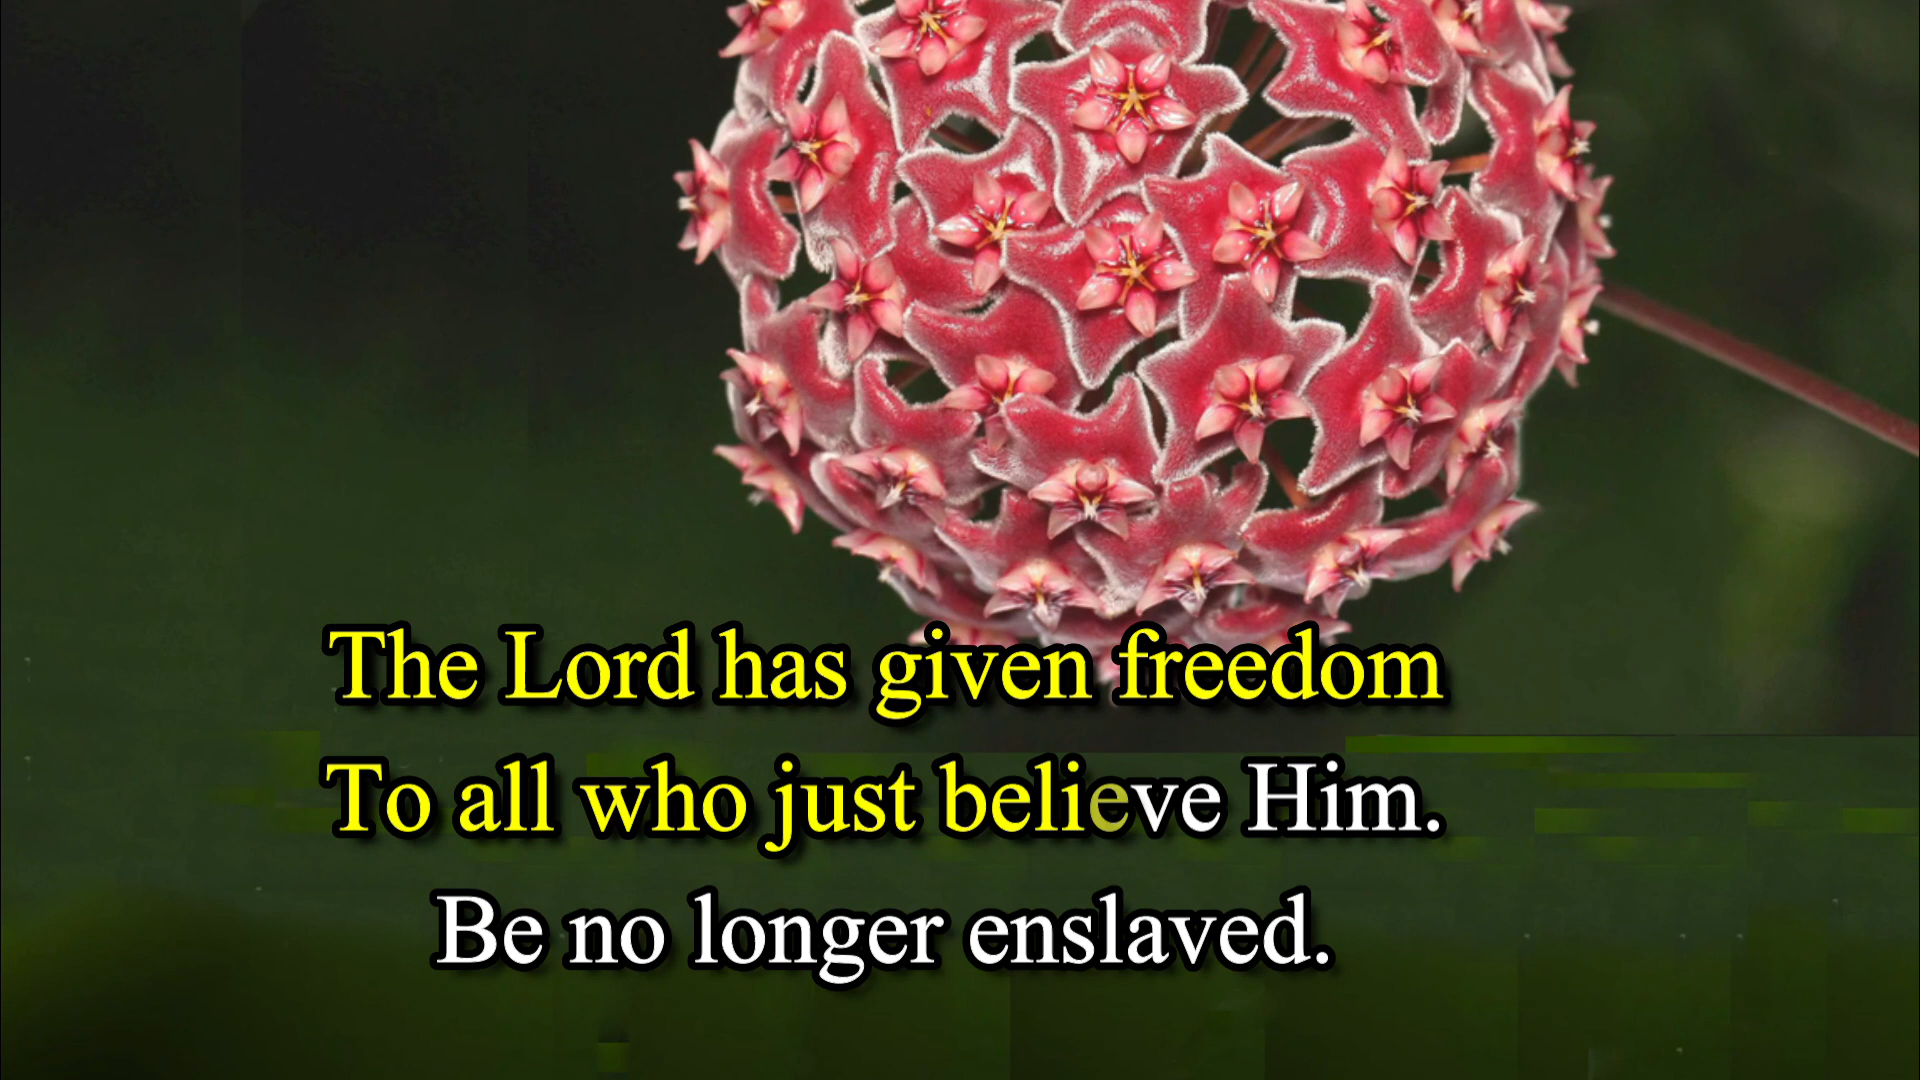 The Lord has given freedom
To all who just believe Him.
Be no longer enslaved.